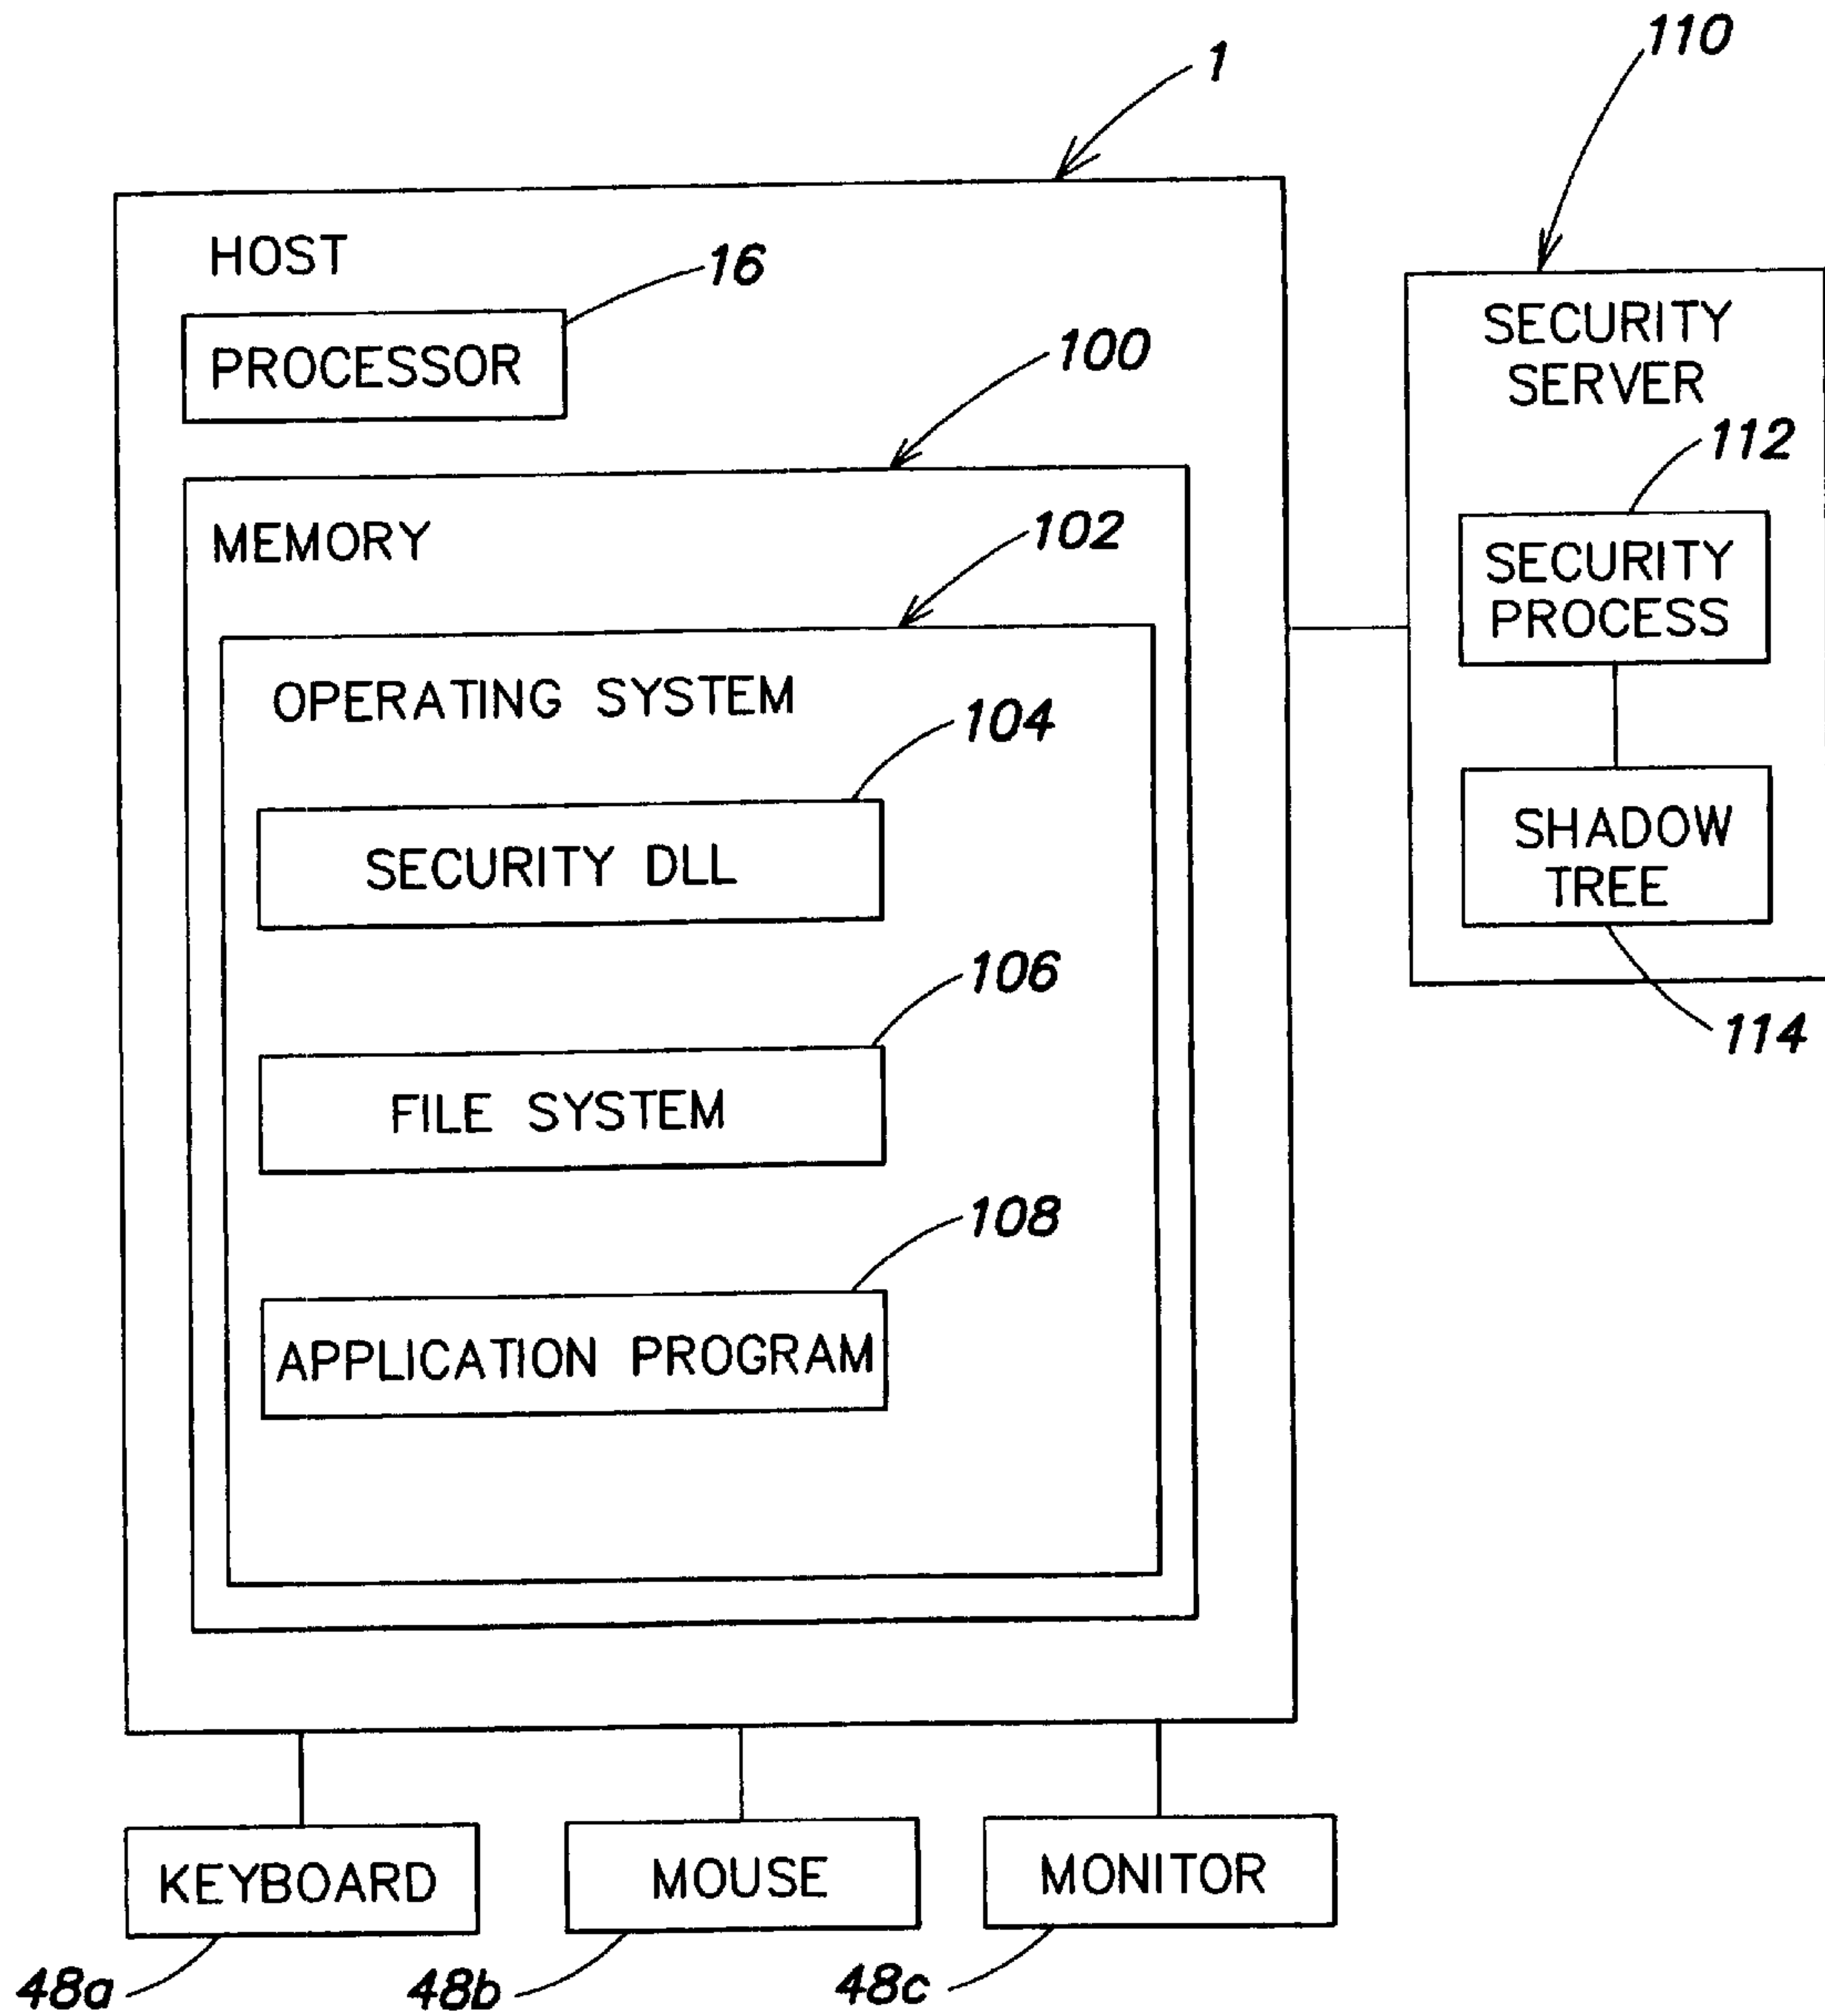 1
110
HOST
16
PROCESSOR
100
SECURITY
SERVER
112
MEMORY
102
SECURITY
PROCESS
OPERATING SYSTEM
104
SECURITY DLL
SHADOW
TREE
106
114
FILE SYSTEM
108
APPLICATION PROGRAM
KEYBOARD
MOUSE
MONITOR
48a
48b
48c